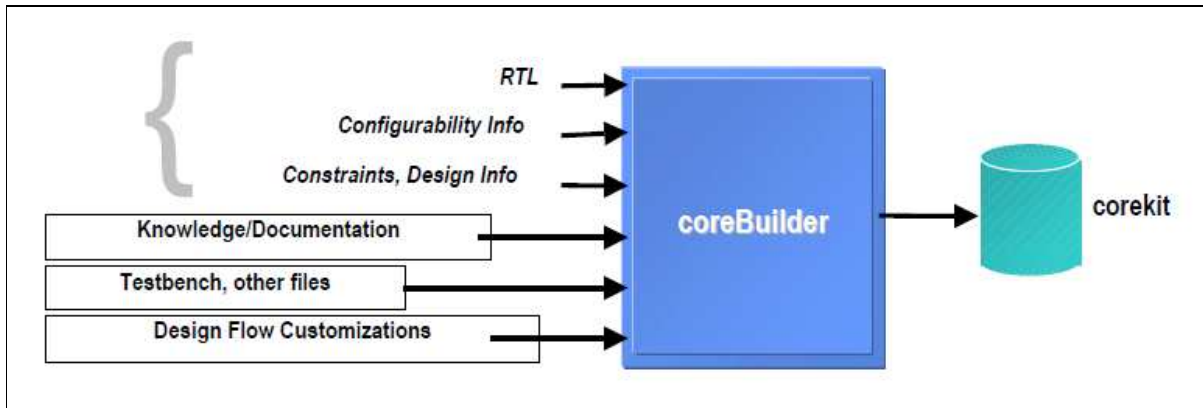 RTL
Configurability Info
Constraints, Design Info
Knowledge/Documentation
Testbench, other files
Design Flow Customizations
coreBuilder
corekit